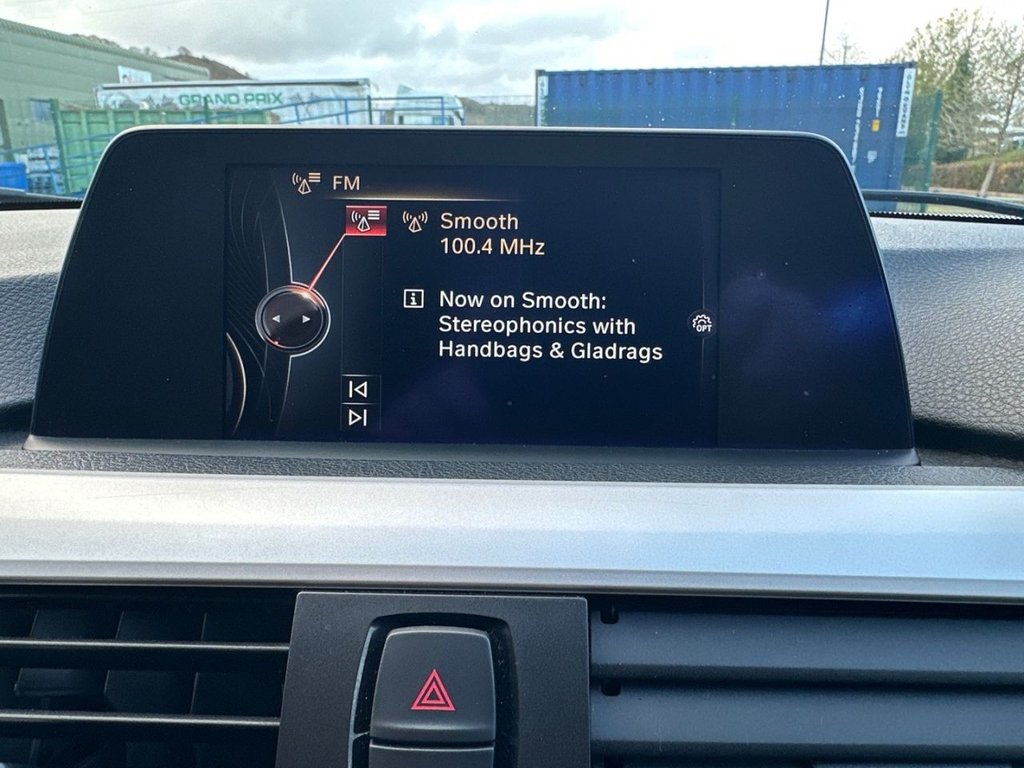 GRAND PRIX
FM
Smooth
100.4 MHz
Now on Smooth:
Stereophonics with
Handbags & Gladrags
OPT